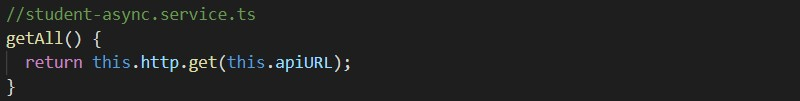 //student-async.service.ts
getAll() {
  return this.http.get(this.apiURL);
}